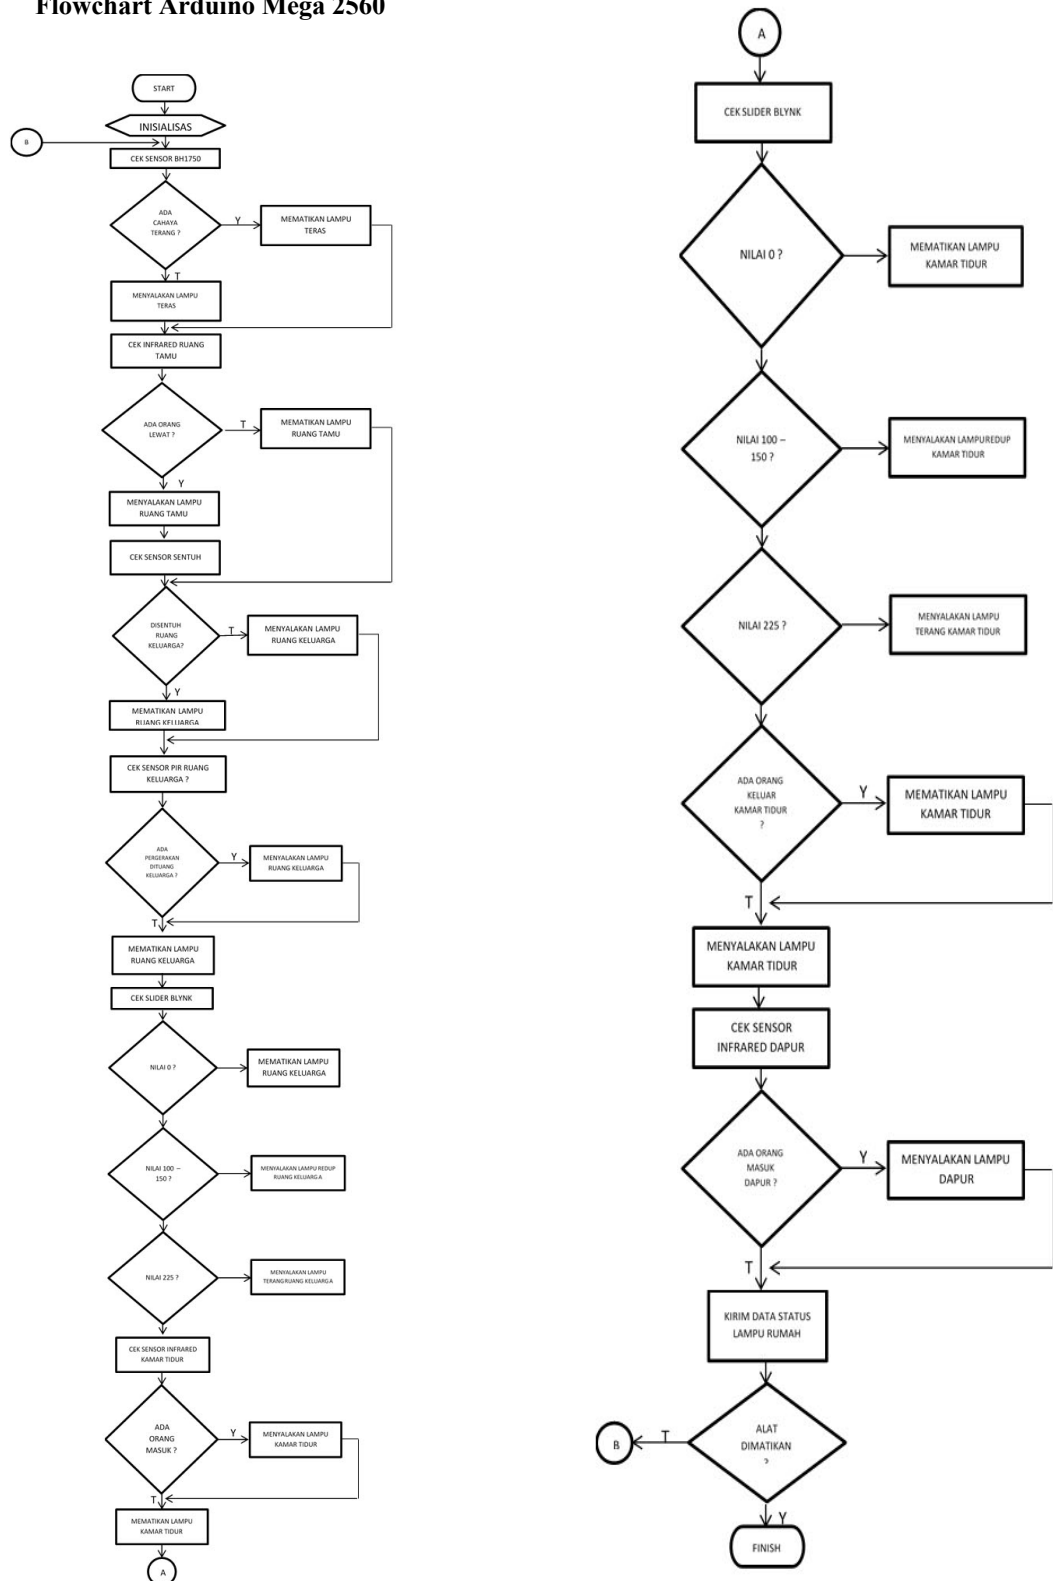 Flowchart Arduino Mega 2560
START
INISIALISAS
B
CEK SENSOR BH1750
ADA
CAHAYA
TERANG ?
Y
MEMATIKAN LAMPU
TERAS
T
MENYALAKAN LAMPU
TERAS
CEK INFRARED RUANG
TAMU
ADA ORANG
LEWAT ?
T
MEMATIKAN LAMPU
RUANG TAMU
Y
MENYALAKAN LAMPU
RUANG TAMU
CEK SENSOR SENTUH
DISENTUH
RUANG
KELUARGA?
T
MENYALAKAN LAMPU
RUANG KELUARGA
Y
MEMATIKAN LAMPU
RUANG KELUARGA
CEK SENSOR PIR RUANG
KELUARGA ?
ADA
PERGERAKAN
DITUANG
KELUARGA ?
Y
MENYALAKAN LAMPU
RUANG KELUARGA
T
MEMATIKAN LAMPU
RUANG KELUARGA
CEK SLIDER BLYNK
NILAI 0 ?
MEMATIKAN LAMPU
RUANG KELUARGA
NILAI 100 –
150 ?
MENYALAKAN LAMPU REDUP
RUANG KELUARGA
NILAI 225 ?
MENYALAKAN LAMPU
TERANG RUANG KELUARGA
CEK SENSOR INFRARED
KAMAR TIDUR
ADA
ORANG
MASUK ?
Y
MENYALAKAN LAMPU
KAMAR TIDUR
T
MEMATIKAN LAMPU
KAMAR TIDUR
A
A
CEK SLIDER BLYNK
NILAI 0 ?
MEMATIKAN LAMPU
KAMAR TIDUR
NILAI 100 –
150 ?
MENYALAKAN LAMPUREDUP
KAMAR TIDUR
NILAI 225 ?
MENYALAKAN LAMPU
TERANG KAMAR TIDUR
ADA ORANG
KELUAR
KAMAR TIDUR
?
Y
MEMATIKAN LAMPU
KAMAR TIDUR
T
MENYALAKAN LAMPU
KAMAR TIDUR
CEK SENSOR
INFRARED DAPUR
ADA ORANG
MASUK
DAPUR ?
Y
MENYALAKAN LAMPU
DAPUR
T
KIRIM DATA STATUS
LAMPU RUMAH
ALAT
DIMATIKAN
?
T
B
Y
FINISH